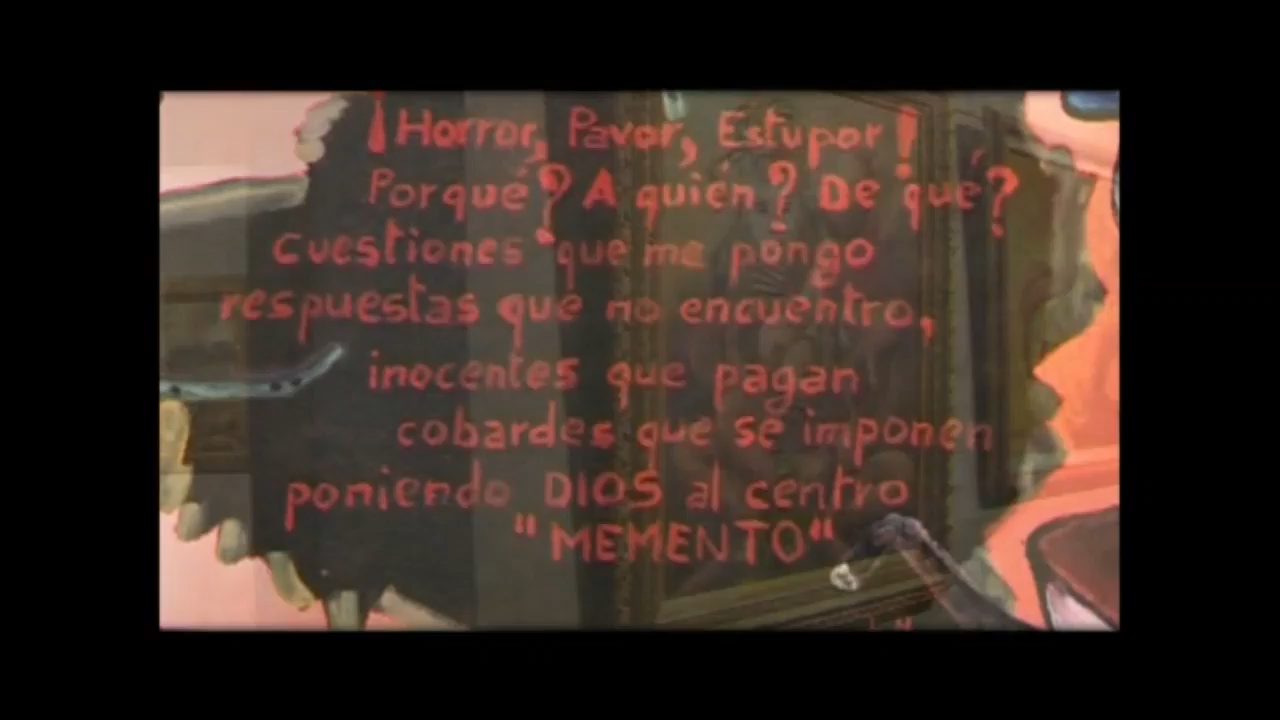 ¡Horror, Pavor, Estupor!
Porqué? A quién? De qué?
cuestiones que me pongo
respuestas que no encuentro,
inocentes que pagan
cobardes que se imponen
poniendo DIOS al centro
"MEMENTO"